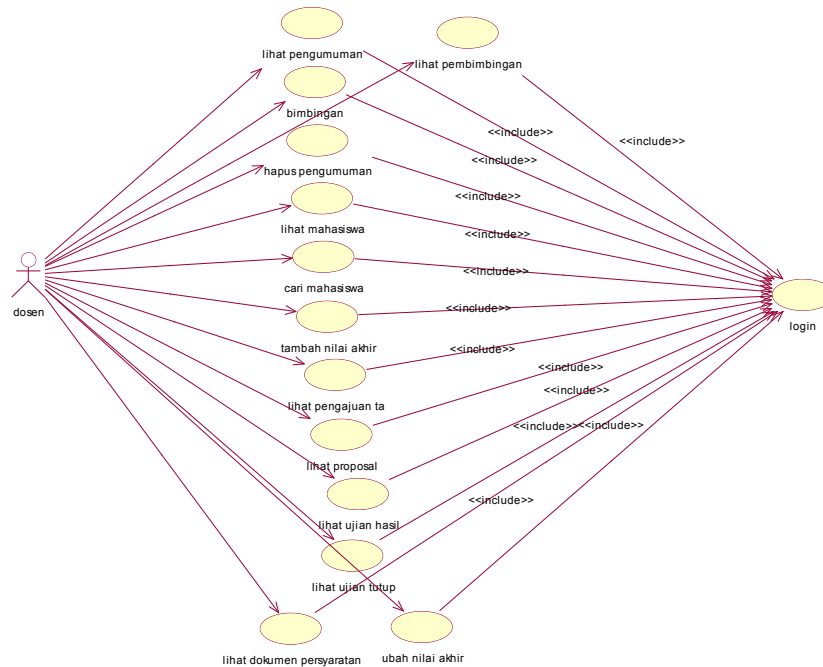 lihat pengumuman
lihat pembimbingan
bimbingan
<<include>>
<<include>>
<<include>>
hapus pengumuman
<<include>>
lihat mahasiswa
<<include>>
dosen
cari mahasiswa
<<include>>
<<include>>
login
tambah nilai akhir
<<include>>
<<include>>
lihat pengajuan ta
<<include>>
<<include>>
<<include>>
lihat proposal
<<include>>
lihat ujian hasil
lihat ujian tutup
lihat dokumen persyaratan
ubah nilai akhir